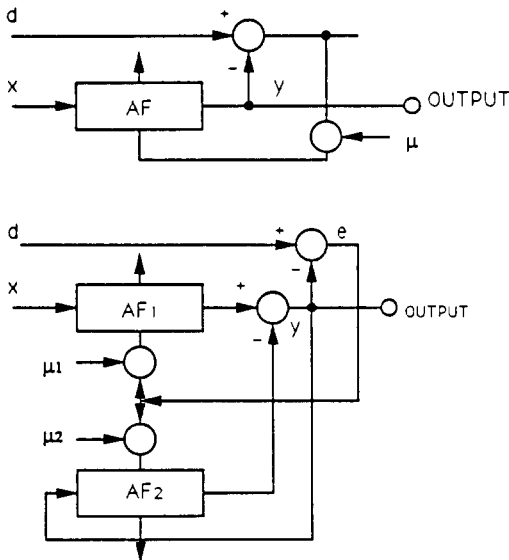 d
+
-
x
AF
y
OUTPUT
μ
d
+
e
-
x
AF1
+
y
OUTPUT
-
μ1
μ2
AF2